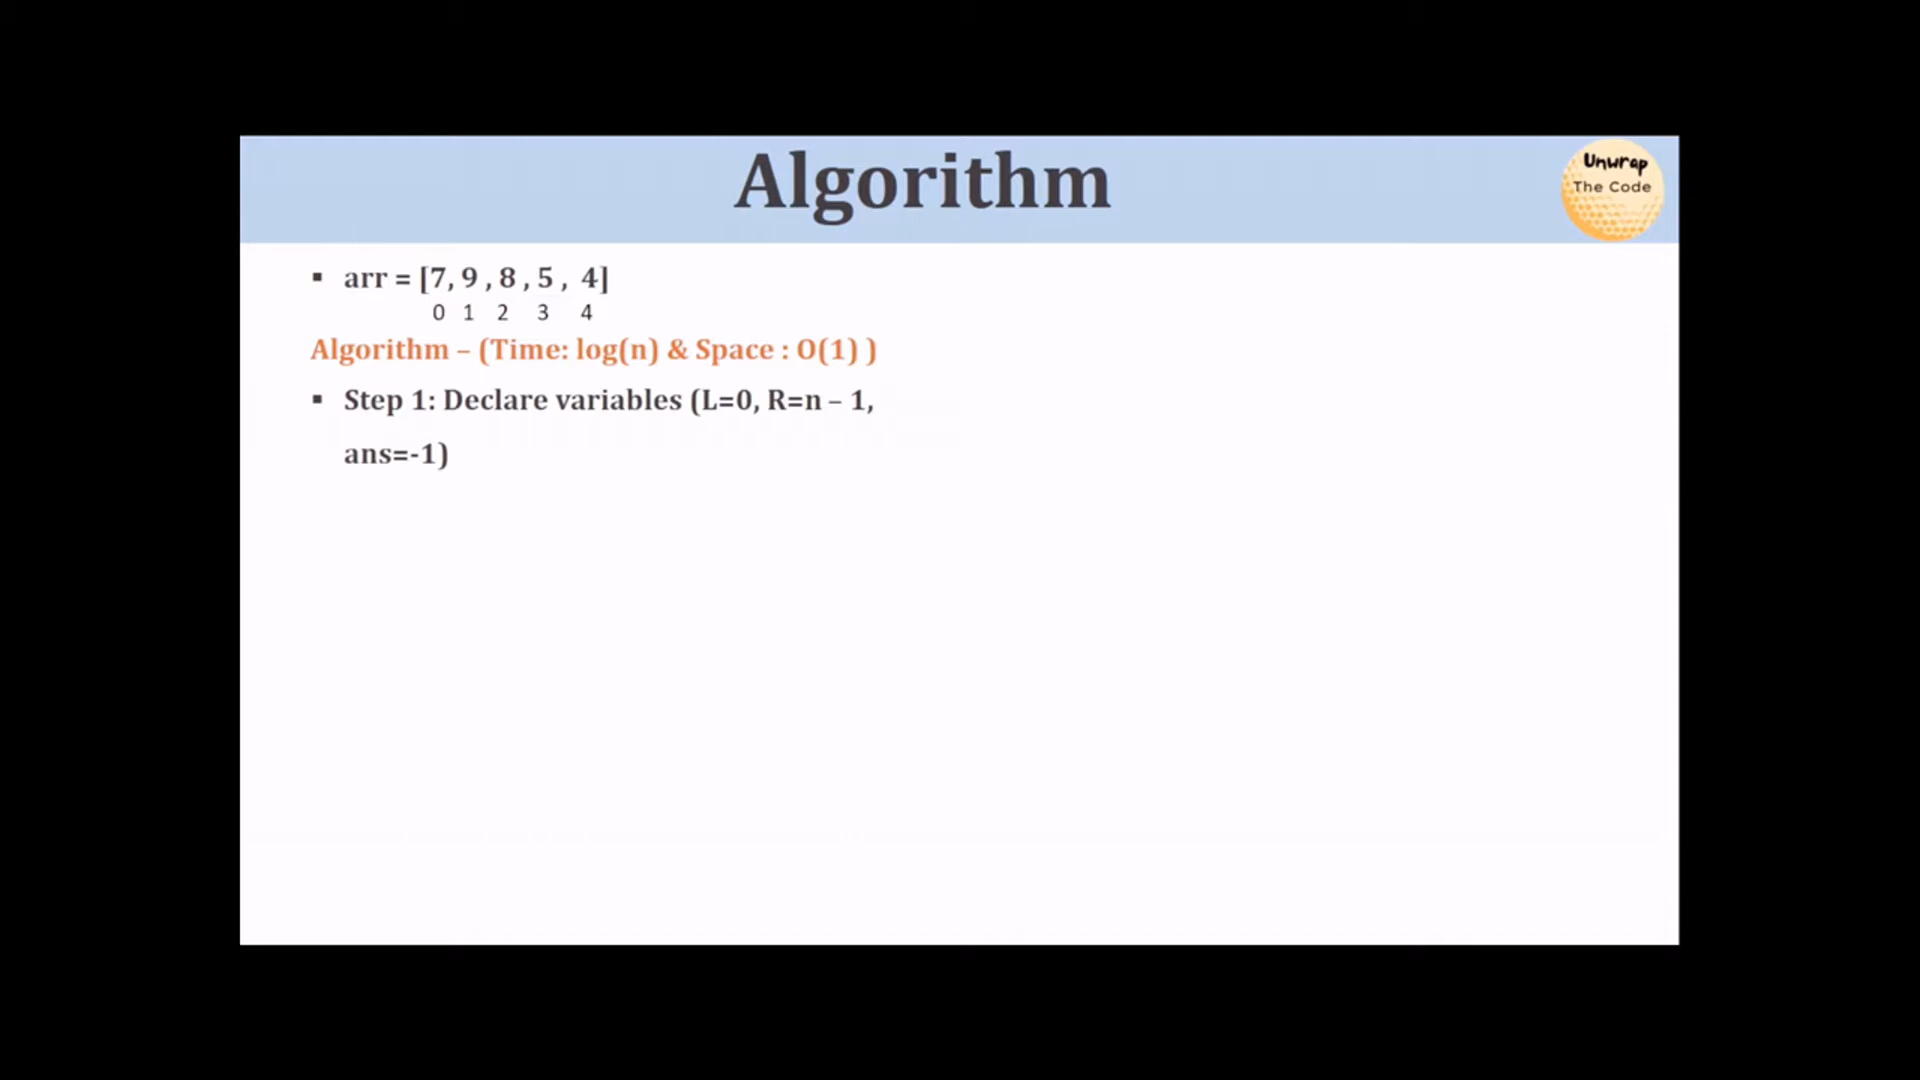 Algorithm
Unwrap
The Code
▪ arr = [7, 9 , 8 , 5 , 4]
0 1 2 3 4
Algorithm – (Time: log(n) & Space : O(1) )
▪ Step 1: Declare variables (L=0, R=n – 1,
ans=-1)